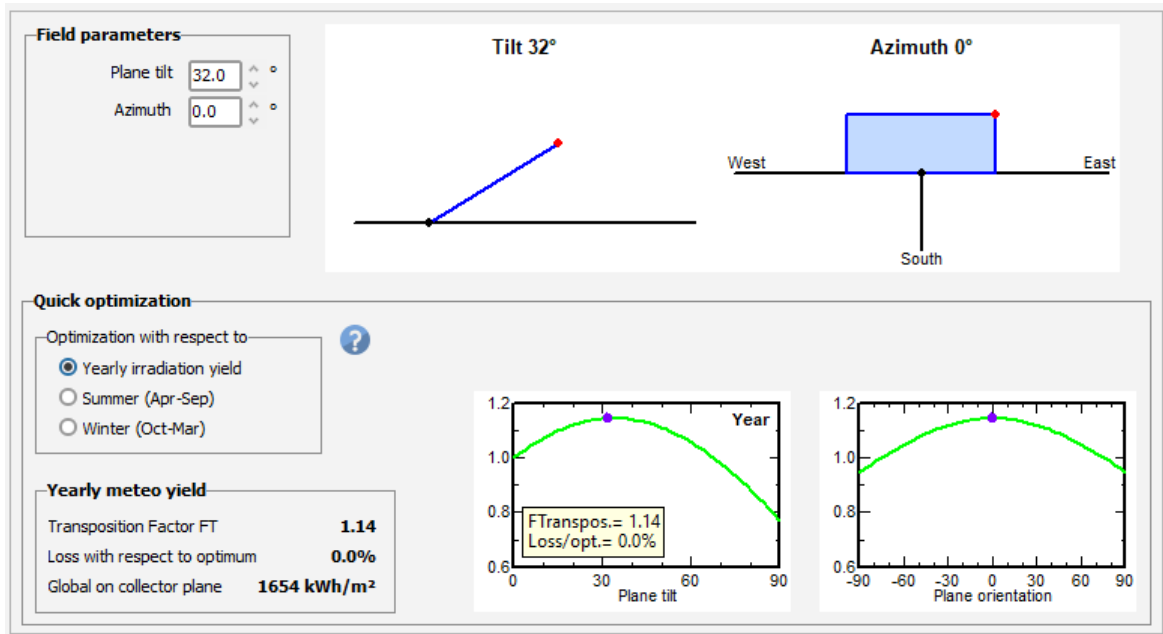 Field parameters
Plane tilt 32.0 °
Azimuth 0.0 °
Tilt 32°
Azimuth 0°
West
East
South
Quick optimization
Optimization with respect to
Yearly irradiation yield
Summer (Apr-Sep)
Winter (Oct-Mar)
?
Yearly meteo yield
Transposition Factor FT 1.14
Loss with respect to optimum 0.0%
Global on collector plane 1654 kWh/m²
1.2
1.0
0.8
0.6
Year
FTranspos.= 1.14
Loss/opt.= 0.0%
0 30 60 90
Plane tilt
1.2
1.0
0.8
0.6
-90 -60 -30 0 30 60 90
Plane orientation